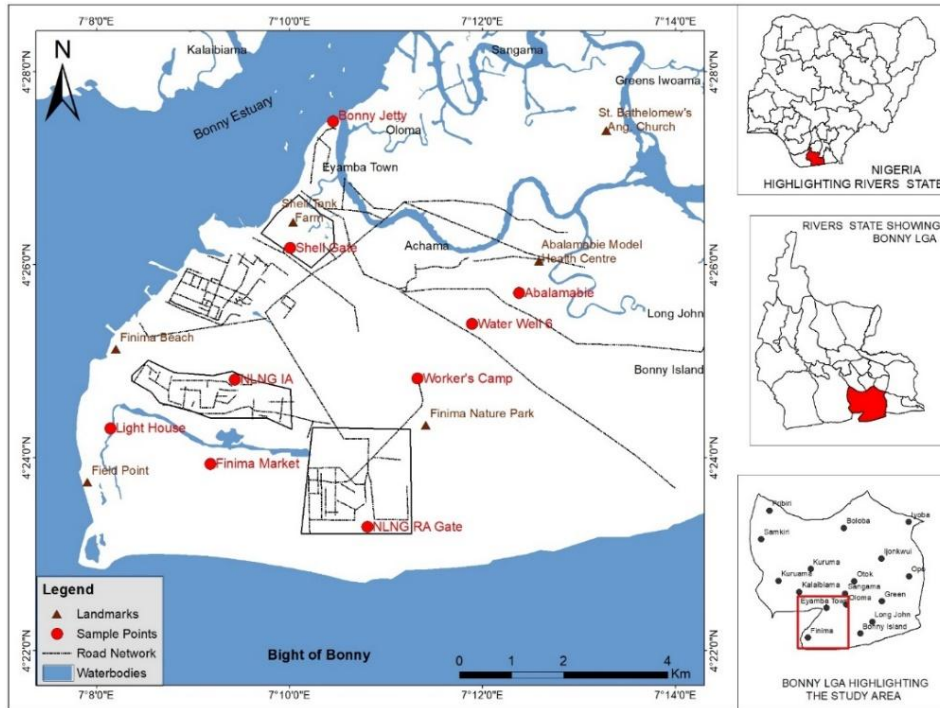 7°8'0"E
7°10'0"E
7°12'0"E
7°14'0"E
4°28'0"N
4°26'0"N
4°24'0"N
4°22'0"N
N
Kalaibiama
Sangama
Greens Iwoama
Bonny Estuary
St. Bathelomew's
Ang. Church
Bonny Jetty
Oloma
Eyamba Town
Shell Tank
Farm
Shell Gate
Achama
Abalamabie Model
Health Centre
Abalamabie
Long John
Water Well 6
Finima Beach
Bonny Island
NLNG IA
Worker's Camp
Finima Nature Park
Light House
Finima Market
Field Point
NLNG RA Gate
Legend
Landmarks
Sample Points
Road Network
Waterbodies
Bight of Bonny
0 1 2 4
Km
4°28'0"N
4°26'0"N
4°24'0"N
4°22'0"N
7°8'0"E
7°10'0"E
7°12'0"E
7°14'0"E
NIGERIA
HIGHLIGHTING RIVERS STATE
RIVERS STATE SHOWING
BONNY LGA
Boloba
Samkiri
Ijonkwui
Kuruma
Kuruama
Otok
Kalaibiama
Sangama
Eyamba Town
Oloma
Green
Long John
Bonny Island
Finima
BONNY LGA HIGHLIGHTING
THE STUDY AREA